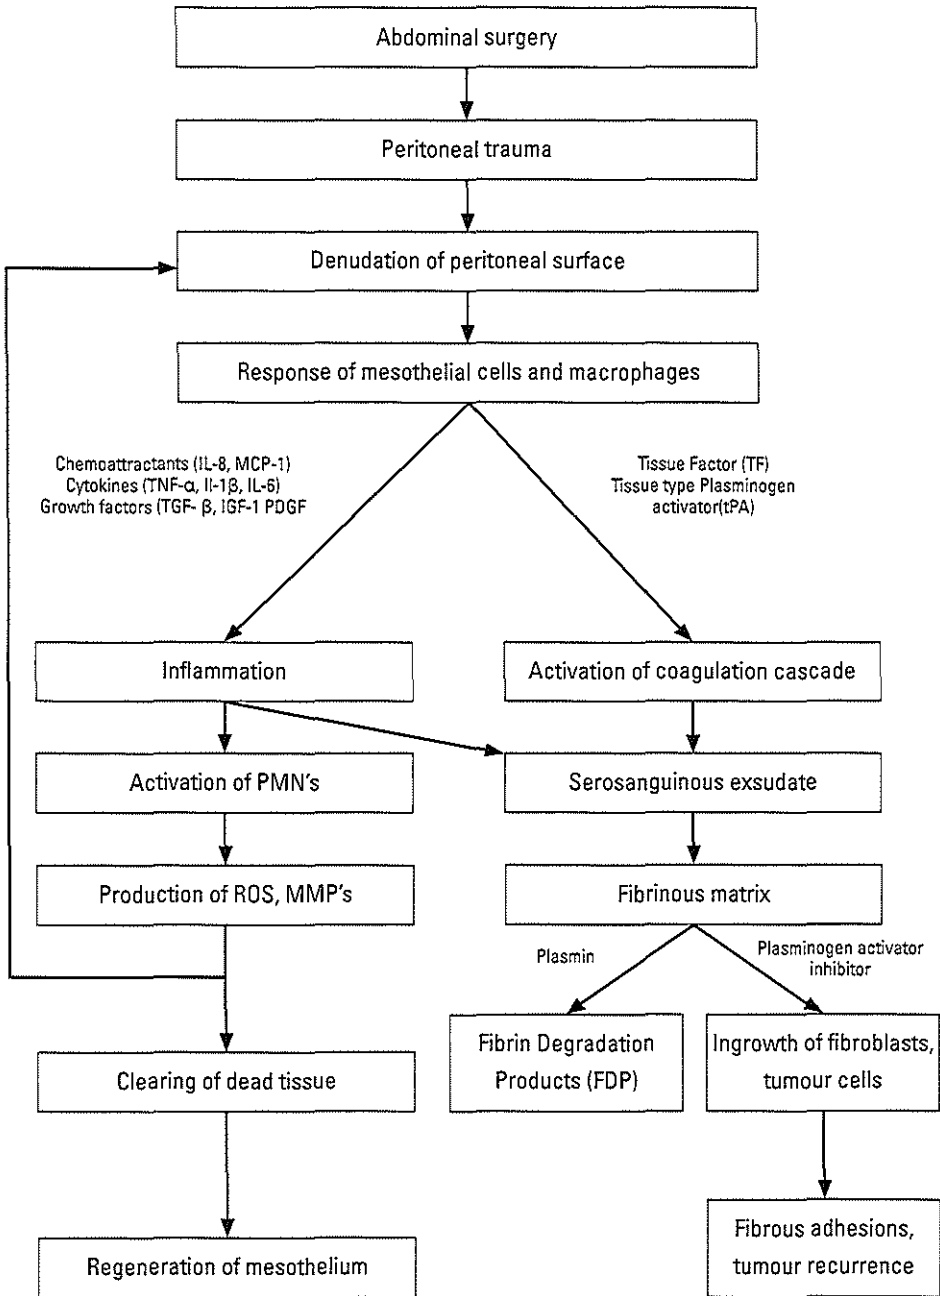 Abdominal surgery
Peritoneal trauma
Denudation of peritoneal surface
Response of mesothelial cells and macrophages
Chemoattractants (IL-8, MCP-1)
Cytokines (TNF-α, Il-1β, IL-6)
Growth factors (TGF- β, IGF-1 PDGF
Tissue Factor (TF)
Tissue type Plasminogen
activator(tPA)
Inflammation
Activation of coagulation cascade
Activation of PMN's
Serosanguinous exsudate
Production of ROS, MMP's
Fibrinous matrix
Plasmin
Plasminogen activator
inhibitor
Fibrin Degradation
Products (FDP)
Ingrowth of fibroblasts,
tumour cells
Clearing of dead tissue
Regeneration of mesothelium
Fibrous adhesions,
tumour recurrence